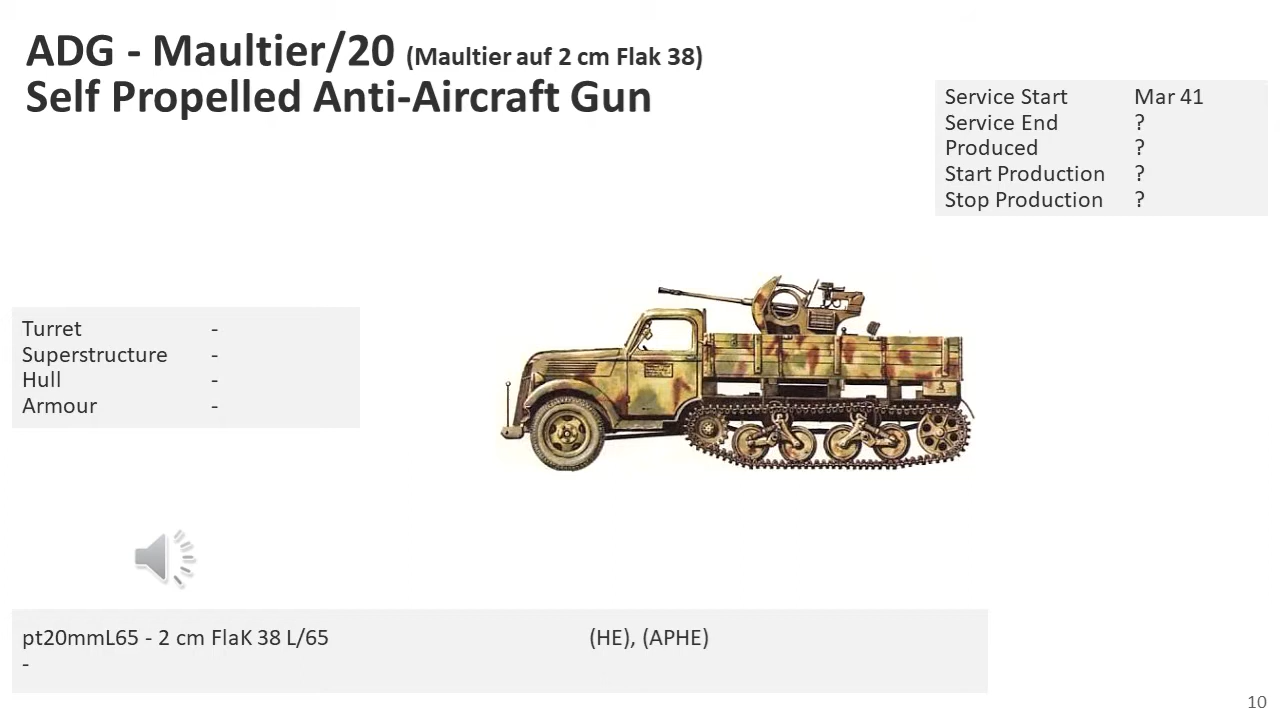 ADG - Maultier/20 (Maultier auf 2 cm Flak 38)
Self Propelled Anti-Aircraft Gun
Service Start Mar 41
Service End ?
Produced ?
Start Production ?
Stop Production ?
Turret -
Superstructure -
Hull -
Armour -
pt20mmL65 - 2 cm FlaK 38 L/65 (HE), (APHE)
-
10